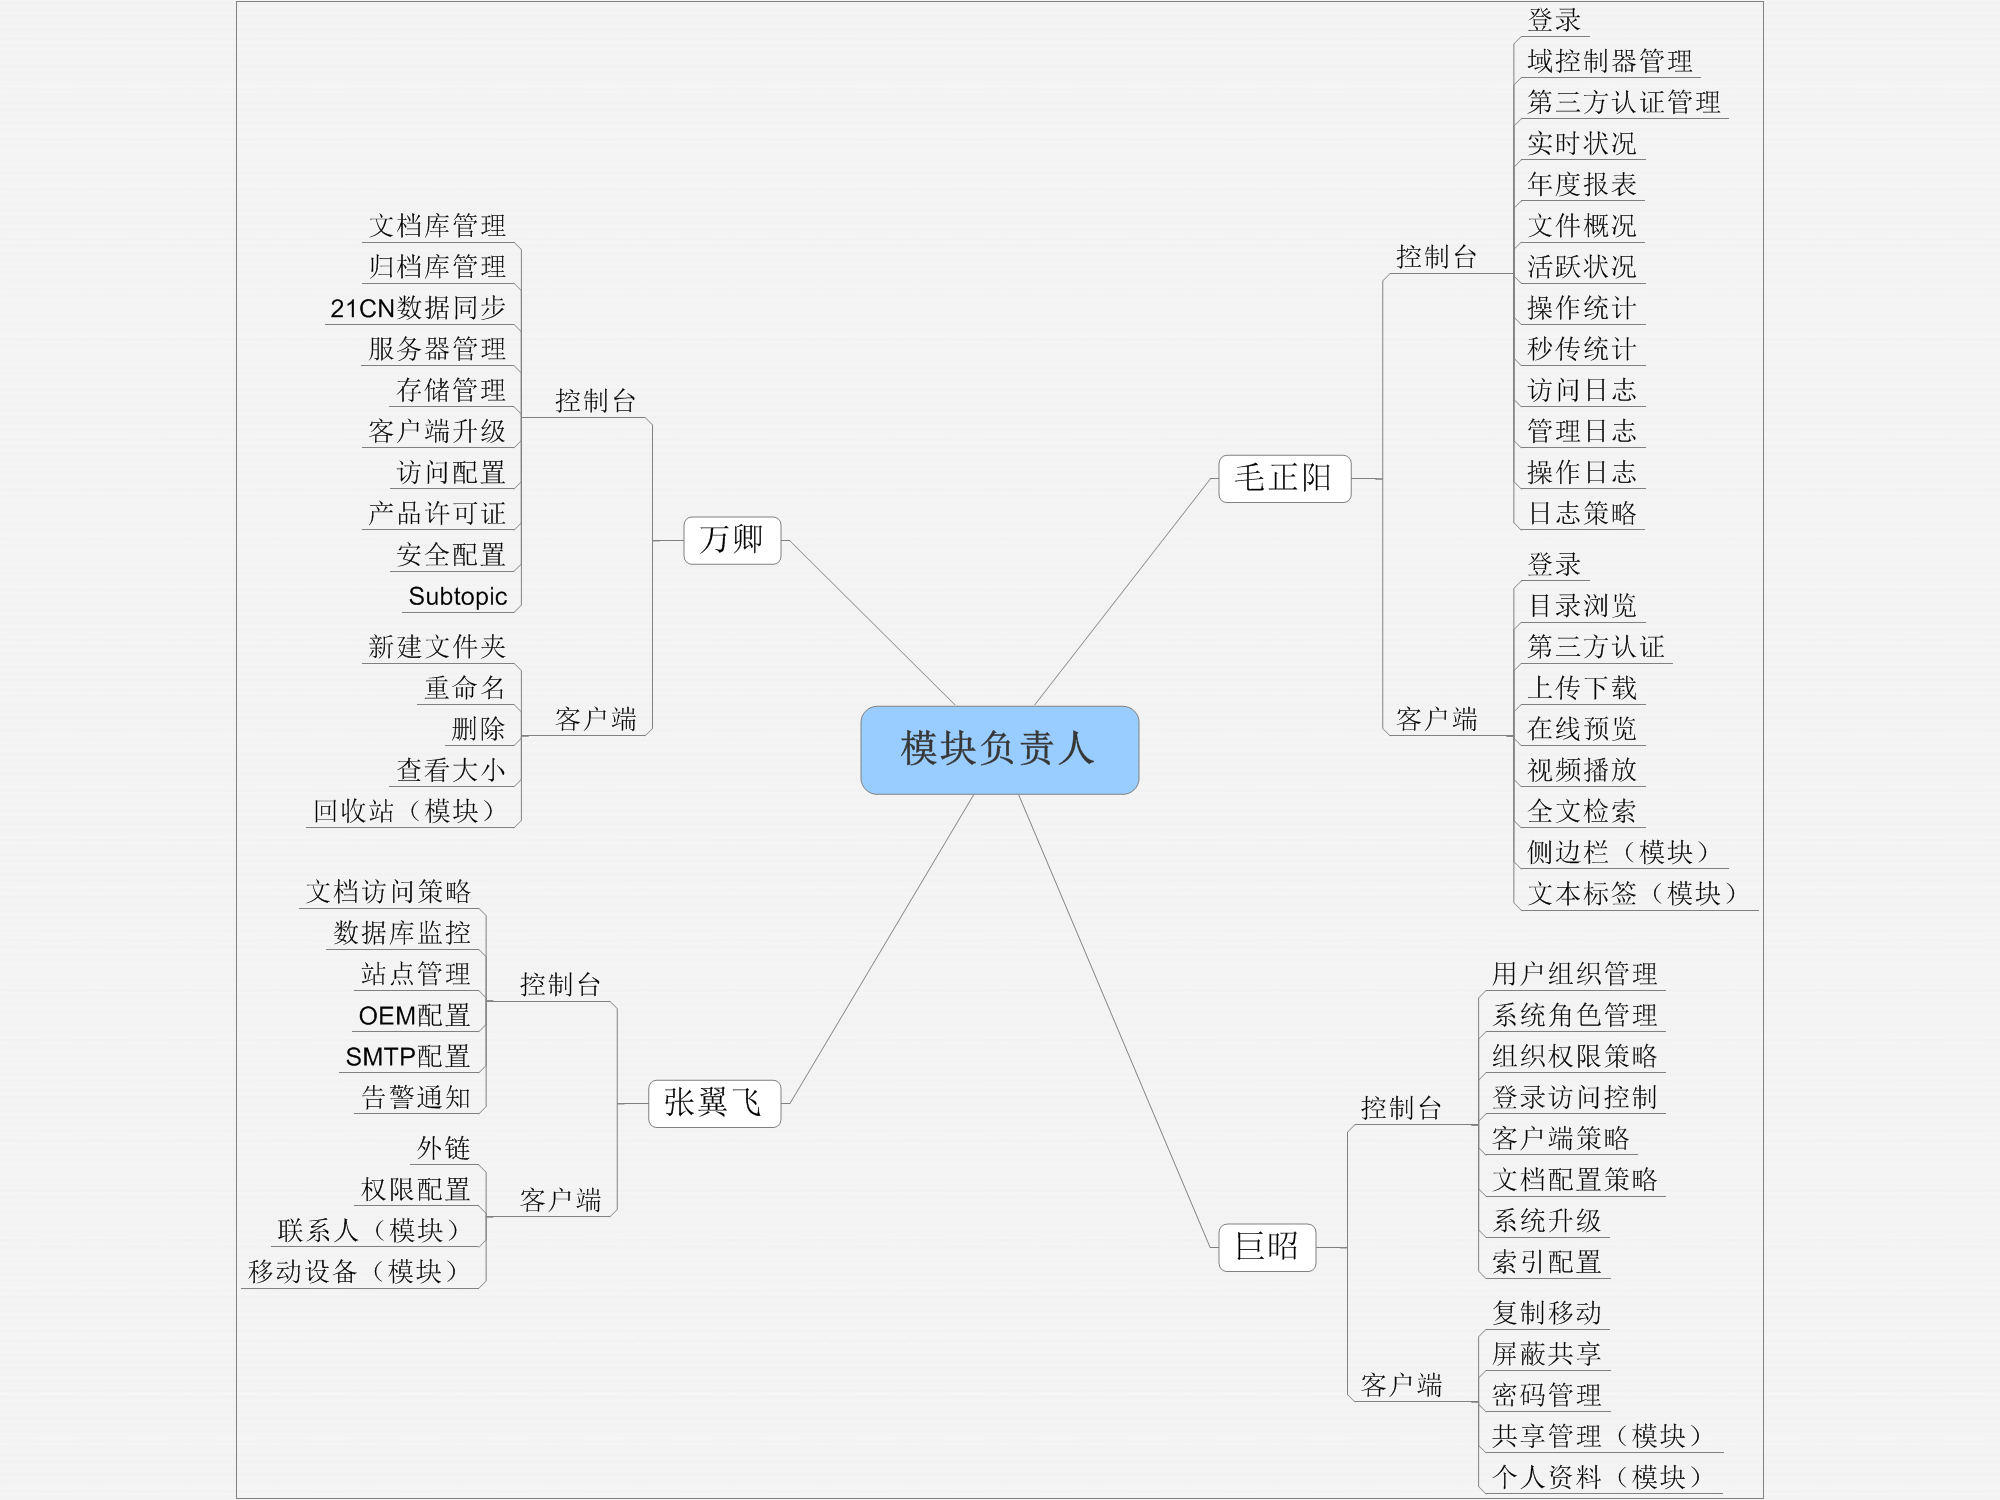 模块负责人
毛正阳
控制台
登录
域控制器管理
第三方认证管理
实时状况
年度报表
文件概况
活跃状况
操作统计
秒传统计
访问日志
管理日志
操作日志
日志策略
客户端
登录
目录浏览
第三方认证
上传下载
在线预览
视频播放
全文检索
侧边栏（模块）
文本标签（模块）
巨昭
控制台
用户组织管理
系统角色管理
组织权限策略
登录访问控制
客户端策略
文档配置策略
系统升级
索引配置
客户端
复制移动
屏蔽共享
密码管理
共享管理（模块）
个人资料（模块）
万卿
控制台
文档库管理
归档库管理
21CN数据同步
服务器管理
存储管理
客户端升级
访问配置
产品许可证
安全配置
Subtopic
客户端
新建文件夹
重命名
删除
查看大小
回收站（模块）
张翼飞
控制台
文档访问策略
数据库监控
站点管理
OEM配置
SMTP配置
告警通知
客户端
外链
权限配置
联系人（模块）
移动设备（模块）